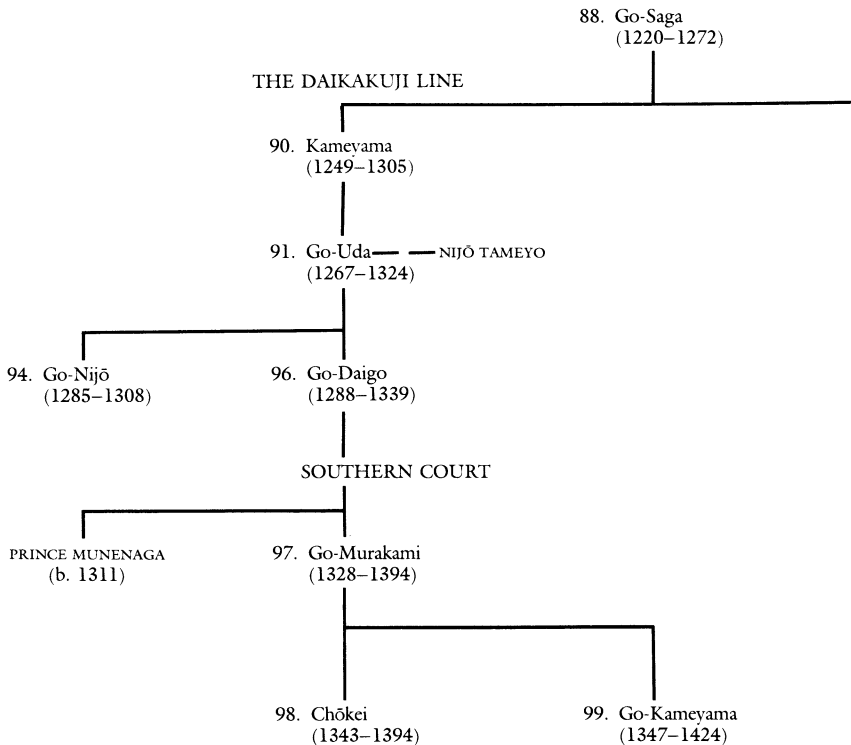 88. Go-Saga
(1220–1272)
THE DAIKAKUJI LINE
90. Kameyama
(1249–1305)
91. Go-Uda — — NIJŌ TAMEYO
(1267–1324)
94. Go-Nijō
(1285–1308)
96. Go-Daigo
(1288–1339)
SOUTHERN COURT
PRINCE MUNENAGA
(b. 1311)
97. Go-Murakami
(1328–1394)
98. Chōkei
(1343–1394)
99. Go-Kameyama
(1347–1424)